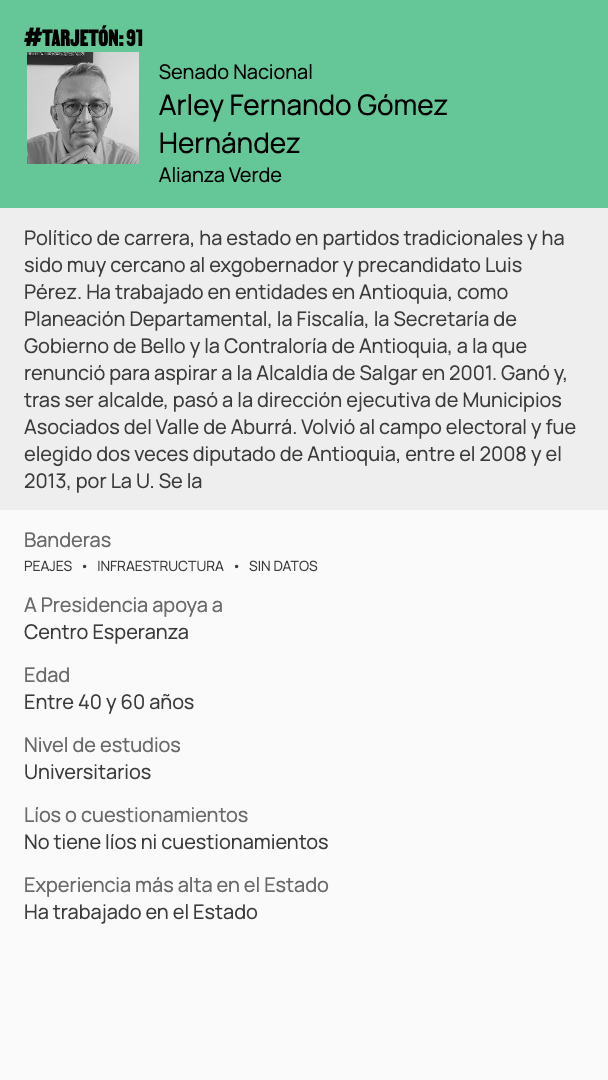 #TARJETÓN: 91
Senado Nacional
Arley Fernando Gómez
Hernández
Alianza Verde
Político de carrera, ha estado en partidos tradicionales y ha
sido muy cercano al exgobernador y precandidato Luis
Pérez. Ha trabajado en entidades en Antioquia, como
Planeación Departamental, la Fiscalía, la Secretaría de
Gobierno de Bello y la Contraloría de Antioquia, a la que
renunció para aspirar a la Alcaldía de Salgar en 2001. Ganó y,
tras ser alcalde, pasó a la dirección ejecutiva de Municipios
Asociados del Valle de Aburrá. Volvió al campo electoral y fue
elegido dos veces diputado de Antioquia, entre el 2008 y el
2013, por La U. Se la
Banderas
PEAJES • INFRAESTRUCTURA • SIN DATOS
A Presidencia apoya a
Centro Esperanza
Edad
Entre 40 y 60 años
Nivel de estudios
Universitarios
Líos o cuestionamientos
No tiene líos ni cuestionamientos
Experiencia más alta en el Estado
Ha trabajado en el Estado